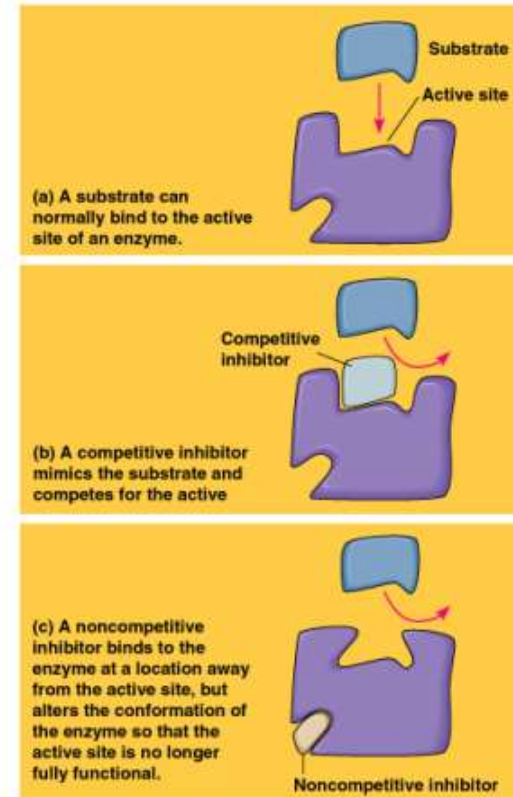 Substrate
Active site
(a) A substrate can
normally bind to the active
site of an enzyme.
Competitive
inhibitor
(b) A competitive inhibitor
mimics the substrate and
competes for the active
(c) A noncompetitive
inhibitor binds to the
enzyme at a location away
from the active site, but
alters the conformation of
the enzyme so that the
active site is no longer
fully functional.
Noncompetitive inhibitor